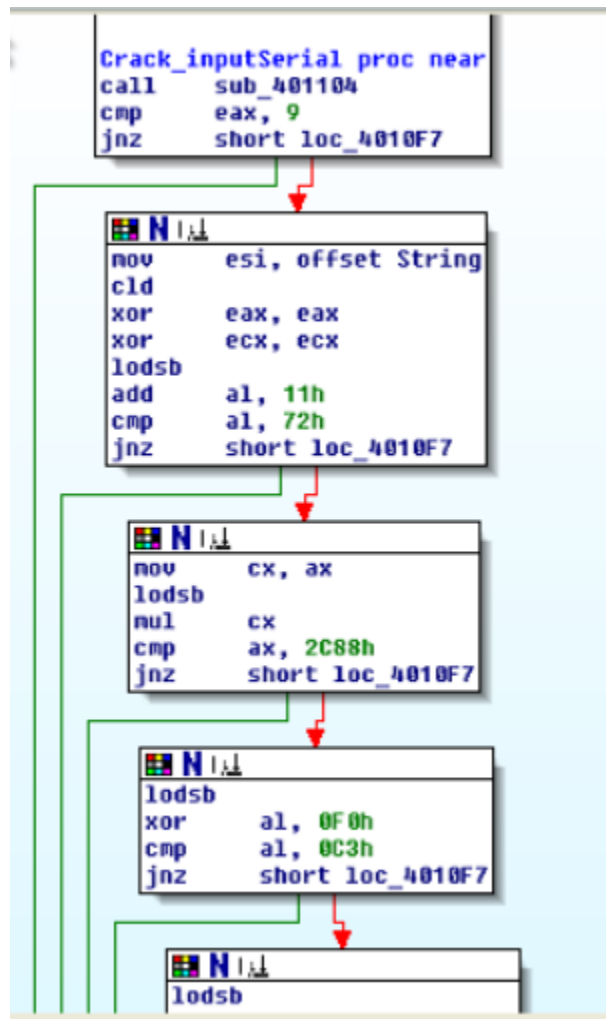 Crack_inputSerial proc near
call sub_401104
cmp eax, 9
jnz short loc_4010F7
N
mov esi, offset String
cld
xor eax, eax
xor ecx, ecx
lodsb
add al, 11h
cmp al, 72h
jnz short loc_4010F7
N
mov cx, ax
lodsb
mul cx
cmp ax, 2C88h
jnz short loc_4010F7
N
lodsb
xor al, 0F0h
cmp al, 0C3h
jnz short loc_4010F7
N
lodsb